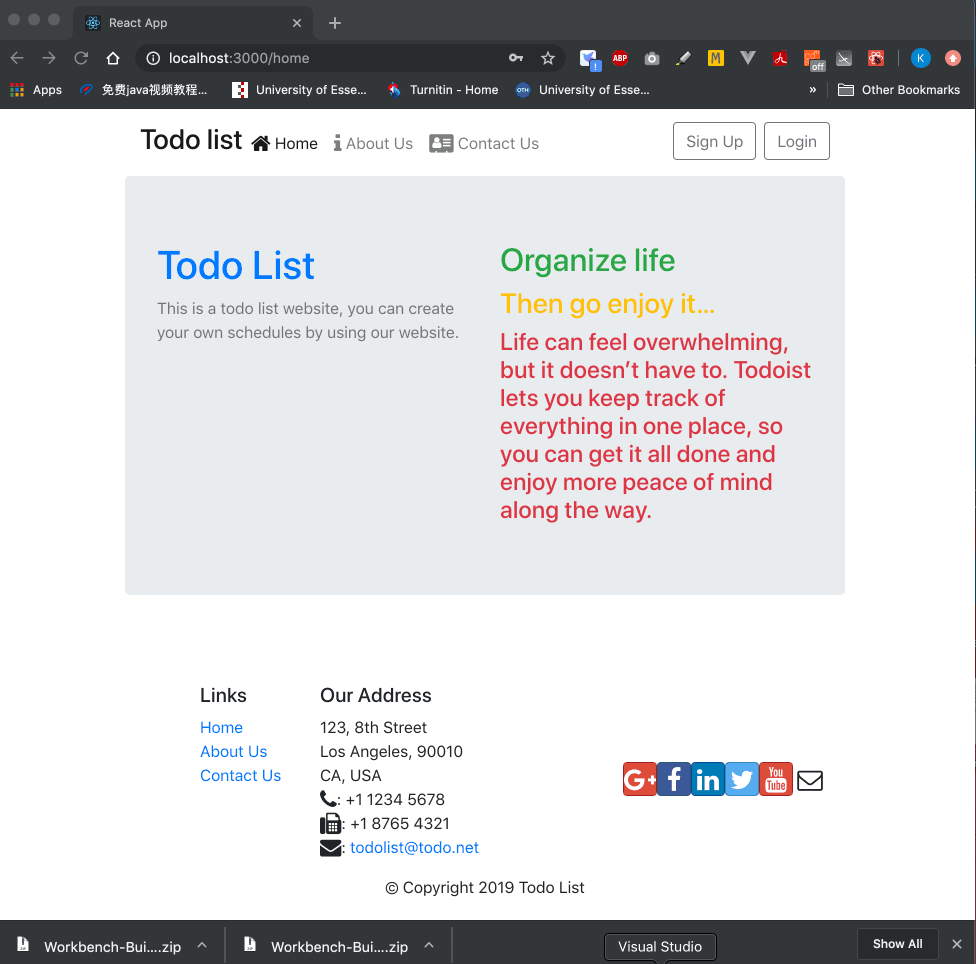 React App
localhost:3000/home
!
ABP
M
off
K
Apps
免费java视频教程...
University of Esse...
Turnitin - Home
OTH
University of Esse...
»
Other Bookmarks
Todo list
Home
About Us
Contact Us
Sign Up
Login
Todo List
This is a todo list website, you can create
your own schedules by using our website.
Organize life
Then go enjoy it...
Life can feel overwhelming,
but it doesn’t have to. Todoist
lets you keep track of
everything in one place, so
you can get it all done and
enjoy more peace of mind
along the way.
Links
Home
About Us
Contact Us
Our Address
123, 8th Street
Los Angeles, 90010
CA, USA
: +1 1234 5678
: +1 8765 4321
: todolist@todo.net
G+
f
in
You
Tube
© Copyright 2019 Todo List
Workbench-Bui....zip
Workbench-Bui....zip
Visual Studio
Show All